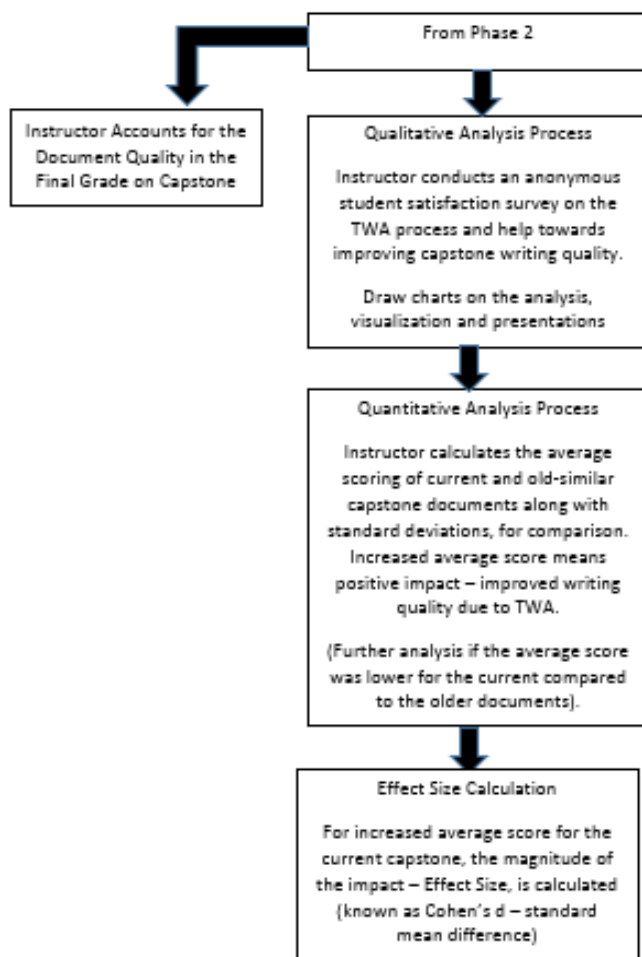 From Phase 2
Instructor Accounts for the
Document Quality in the
Final Grade on Capstone
Qualitative Analysis Process
Instructor conducts an anonymous
student satisfaction survey on the
TWA process and help towards
improving capstone writing quality.
Draw charts on the analysis,
visualization and presentations
Quantitative Analysis Process
Instructor calculates the average
scoring of current and old-similar
capstone documents along with
standard deviations, for comparison.
Increased average score means
positive impact – improved writing
quality due to TWA.
(Further analysis if the average score
was lower for the current compared
to the older documents).
Effect Size Calculation
For increased average score for the
current capstone, the magnitude of
the impact – Effect Size, is calculated
(known as Cohen's d – standard
mean difference)